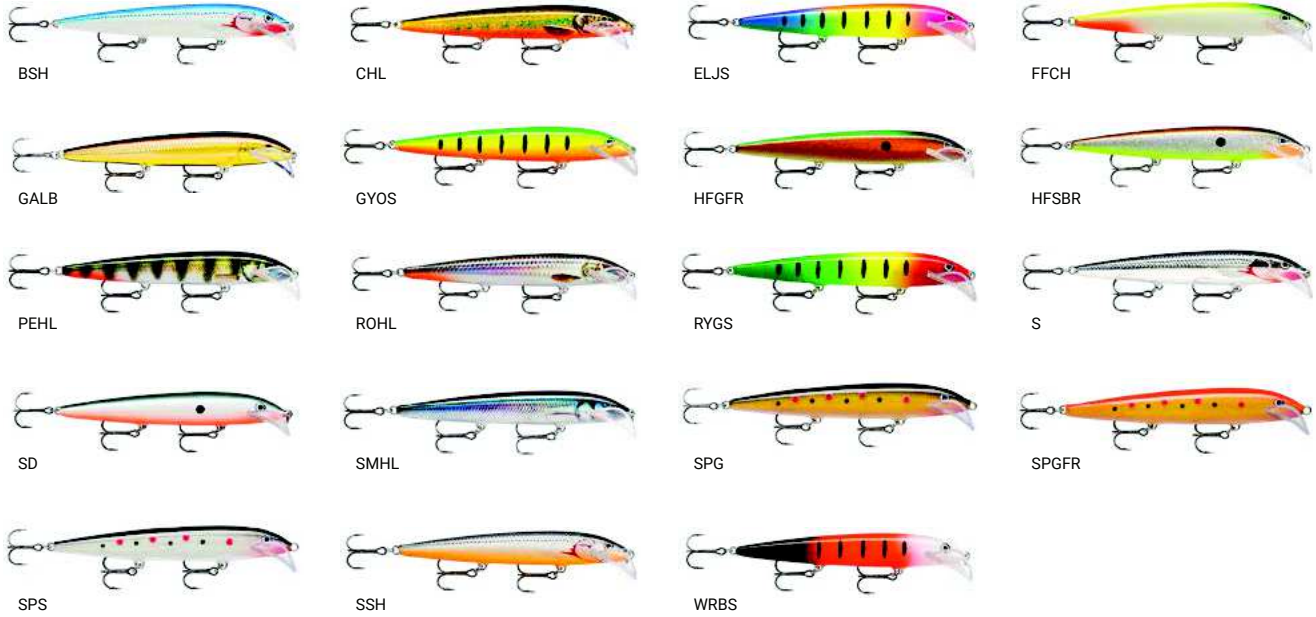 BSH
CHL
ELJS
FFCH
GALB
GYOS
HFGFR
HFSBR
PEHL
ROHL
RYGS
S
SD
SMHL
SPG
SPGFR
SPS
SSH
WRBS